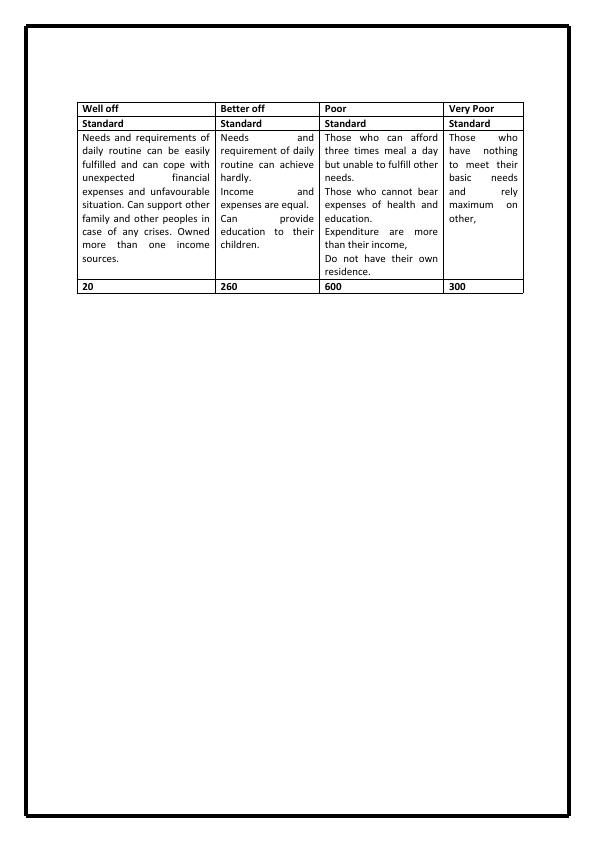 Well off
Better off
Poor
Very Poor
Standard
Standard
Standard
Standard
Needs and requirements of
daily routine can be easily
fulfilled and can cope with
unexpected financial
expenses and unfavourable
situation. Can support other
family and other peoples in
case of any crises. Owned
more than one income
sources.
Needs and
requirement of daily
routine can achieve
hardly.
Income and
expenses are equal.
Can provide
education to their
children.
Those who can afford
three times meal a day
but unable to fulfill other
needs.
Those who cannot bear
expenses of health and
education.
Expenditure are more
than their income,
Do not have their own
residence.
Those who
have nothing
to meet their
basic needs
and rely
maximum on
other,
20
260
600
300